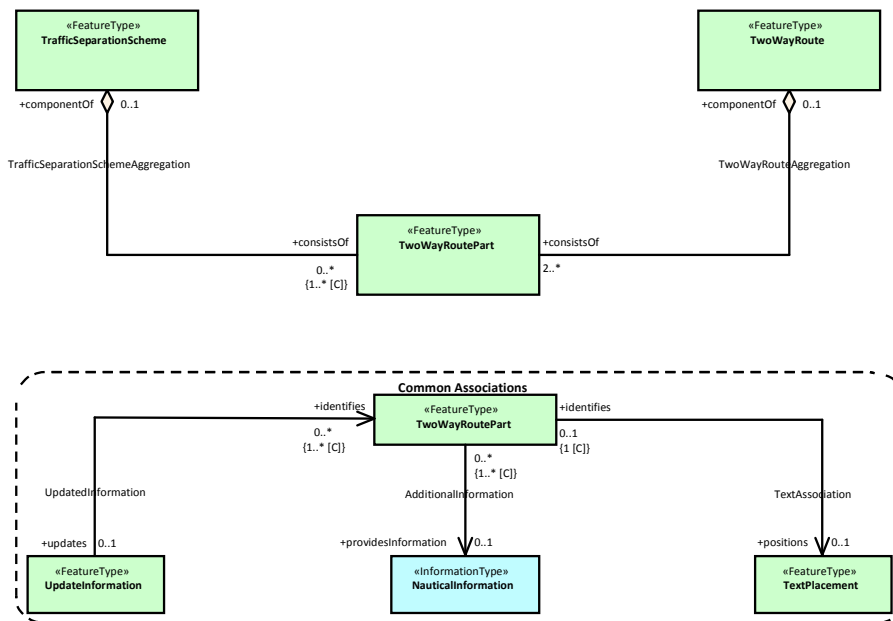 «FeatureType»
TrafficSeparationScheme
«FeatureType»
TwoWayRoute
+componentOf 0..1
+componentOf 0..1
TrafficSeparationSchemeAggregation
TwoWayRouteAggregation
«FeatureType»
TwoWayRoutePart
+consistsOf
0..*
{1..* [C]}
+consistsOf
2..*
Common Associations
«FeatureType»
TwoWayRoutePart
+identifies
0..*
{1..* [C]}
+identifies
0..1
{1 [C]}
0..*
{1..* [C]}
UpdatedInformation
AdditionalInformation
TextAssociation
+updates 0..1
+providesInformation 0..1
+positions 0..1
«FeatureType»
UpdateInformation
«InformationType»
NauticalInformation
«FeatureType»
TextPlacement